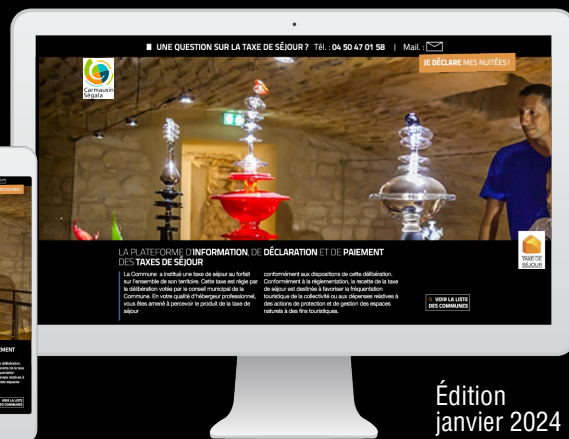 UNE QUESTION SUR LA TAXE DE SÉJOUR ? Tél. : 04 50 47 01 58 | Mail. :
JE DÉCLARE MES NUITÉES !
Carmausin
Ségala
LA PLATEFORME D'INFORMATION, DE DÉCLARATION ET DE PAIEMENT
DES TAXES DE SÉJOUR
La Commune a institué une taxe de séjour au forfait
sur l'ensemble de son territoire. Cette taxe est régie par
la délibération votée par le conseil municipal de la
Commune. En votre qualité d'hébergeur professionnel,
vous êtes amené à percevoir le produit de la taxe de
séjour
conformément aux dispositions de cette délibération.
Conformément à la réglementation, la recette de la taxe
de séjour est destinée à favoriser la fréquentation
touristique de la collectivité ou aux dépenses relatives à
des actions de protection et de gestion des espaces
naturels à des fins touristiques.
TAXE DE
SÉJOUR
VOIR LA LISTE
DES COMMUNES
EMENT
VOIR LA LISTE
DES COMMUNES
Édition
janvier 2024